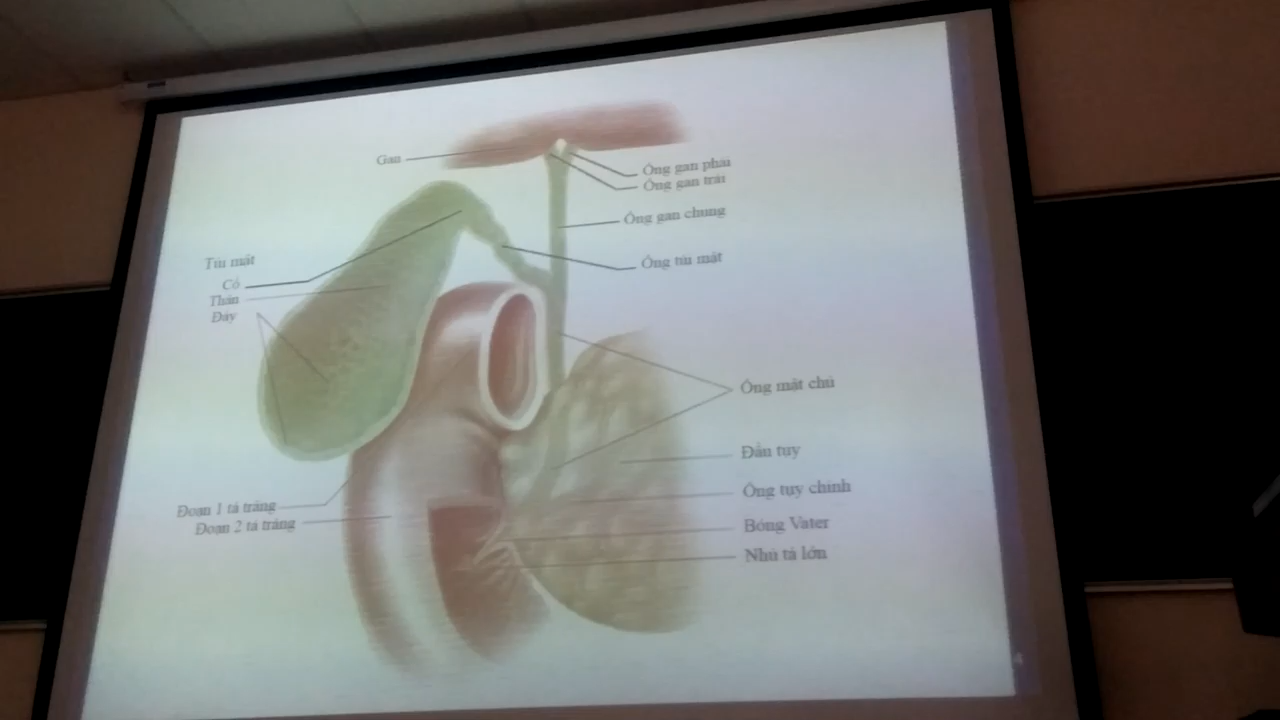 Gan
Ống gan phải
Ống gan trái
Ống gan chung
Túi mật
Cổ
Thân
Đáy
Ống túi mật
Ống mật chủ
Đầu tụy
Ống tụy chính
Đoạn 1 tá tràng
Đoạn 2 tá tràng
Bóng Vater
Nhú tá lớn
4